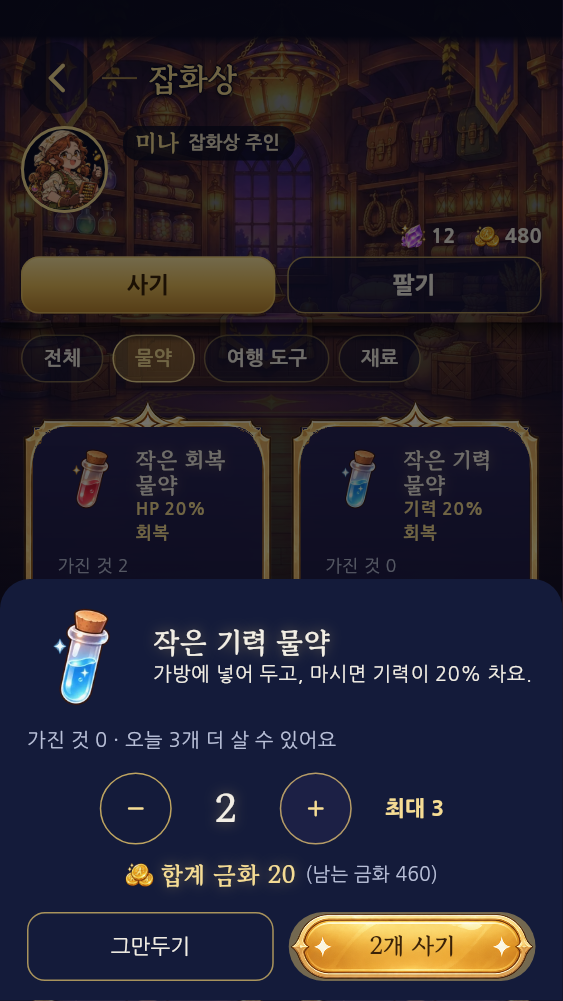 잡화상
미나 잡화상 주인
12 480
사기 팔기
전체 물약 여행 도구 재료
작은 회복
물약
HP 20%
회복
가진 것 2
작은 기력
물약
기력 20%
회복
가진 것 0
작은 기력 물약
가방에 넣어 두고, 마시면 기력이 20% 차요.
가진 것 0 · 오늘 3개 더 살 수 있어요
− 2 + 최대 3
합계 금화 20 (남는 금화 460)
그만두기 2개 사기